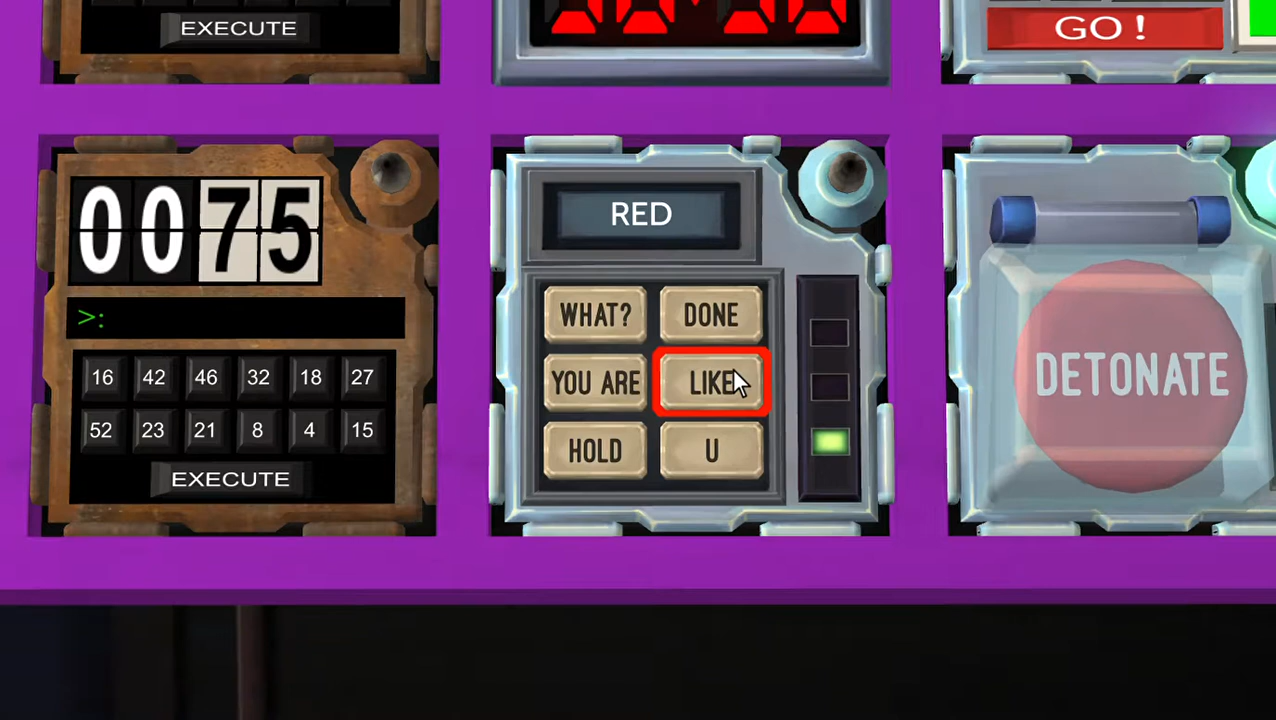 EXECUTE
GO !
0075
>:
16 42 46 32 18 27
52 23 21 8 4 15
EXECUTE
RED
WHAT? DONE
YOU ARE LIKE
HOLD U
DETONATE